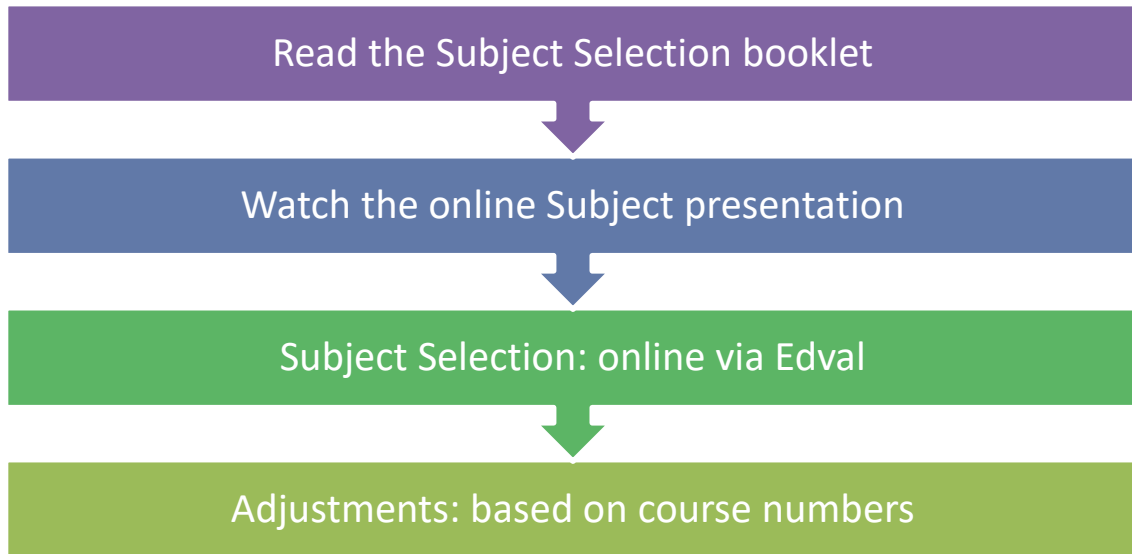 Read the Subject Selection booklet
Watch the online Subject presentation
Subject Selection: online via Edval
Adjustments: based on course numbers